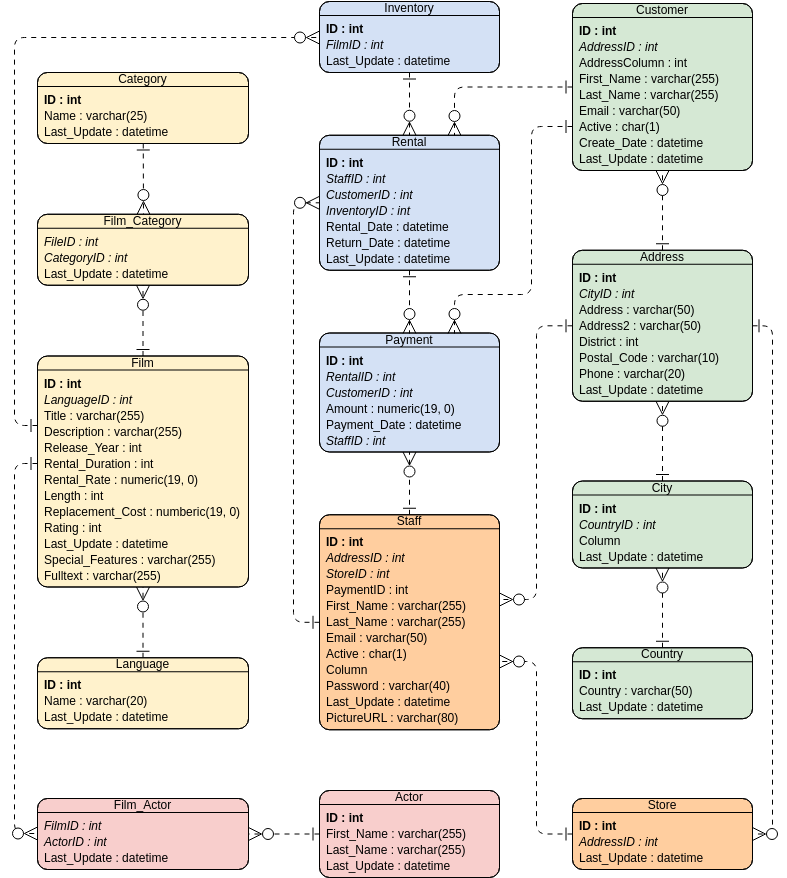 Inventory
ID : int
FilmID : int
Last_Update : datetime
Customer
ID : int
AddressID : int
AddressColumn : int
First_Name : varchar(255)
Last_Name : varchar(255)
Email : varchar(50)
Active : char(1)
Create_Date : datetime
Last_Update : datetime
Category
ID : int
Name : varchar(25)
Last_Update : datetime
Rental
ID : int
StaffID : int
CustomerID : int
InventoryID : int
Rental_Date : datetime
Return_Date : datetime
Last_Update : datetime
Film_Category
FileID : int
CategoryID : int
Last_Update : datetime
Address
ID : int
CityID : int
Address : varchar(50)
Address2 : varchar(50)
District : int
Postal_Code : varchar(10)
Phone : varchar(20)
Last_Update : datetime
Payment
ID : int
RentalID : int
CustomerID : int
Amount : numeric(19, 0)
Payment_Date : datetime
StaffID : int
Film
ID : int
LanguageID : int
Title : varchar(255)
Description : varchar(255)
Release_Year : int
Rental_Duration : int
Rental_Rate : numeric(19, 0)
Length : int
Replacement_Cost : numberic(19, 0)
Rating : int
Last_Update : datetime
Special_Features : varchar(255)
Fulltext : varchar(255)
City
ID : int
CountryID : int
Column
Last_Update : datetime
Staff
ID : int
AddressID : int
StoreID : int
PaymentID : int
First_Name : varchar(255)
Last_Name : varchar(255)
Email : varchar(50)
Active : char(1)
Column
Password : varchar(40)
Last_Update : datetime
PictureURL : varchar(80)
Country
ID : int
Country : varchar(50)
Last_Update : datetime
Language
ID : int
Name : varchar(20)
Last_Update : datetime
Film_Actor
FilmID : int
ActorID : int
Last_Update : datetime
Actor
ID : int
First_Name : varchar(255)
Last_Name : varchar(255)
Last_Update : datetime
Store
ID : int
AddressID : int
Last_Update : datetime